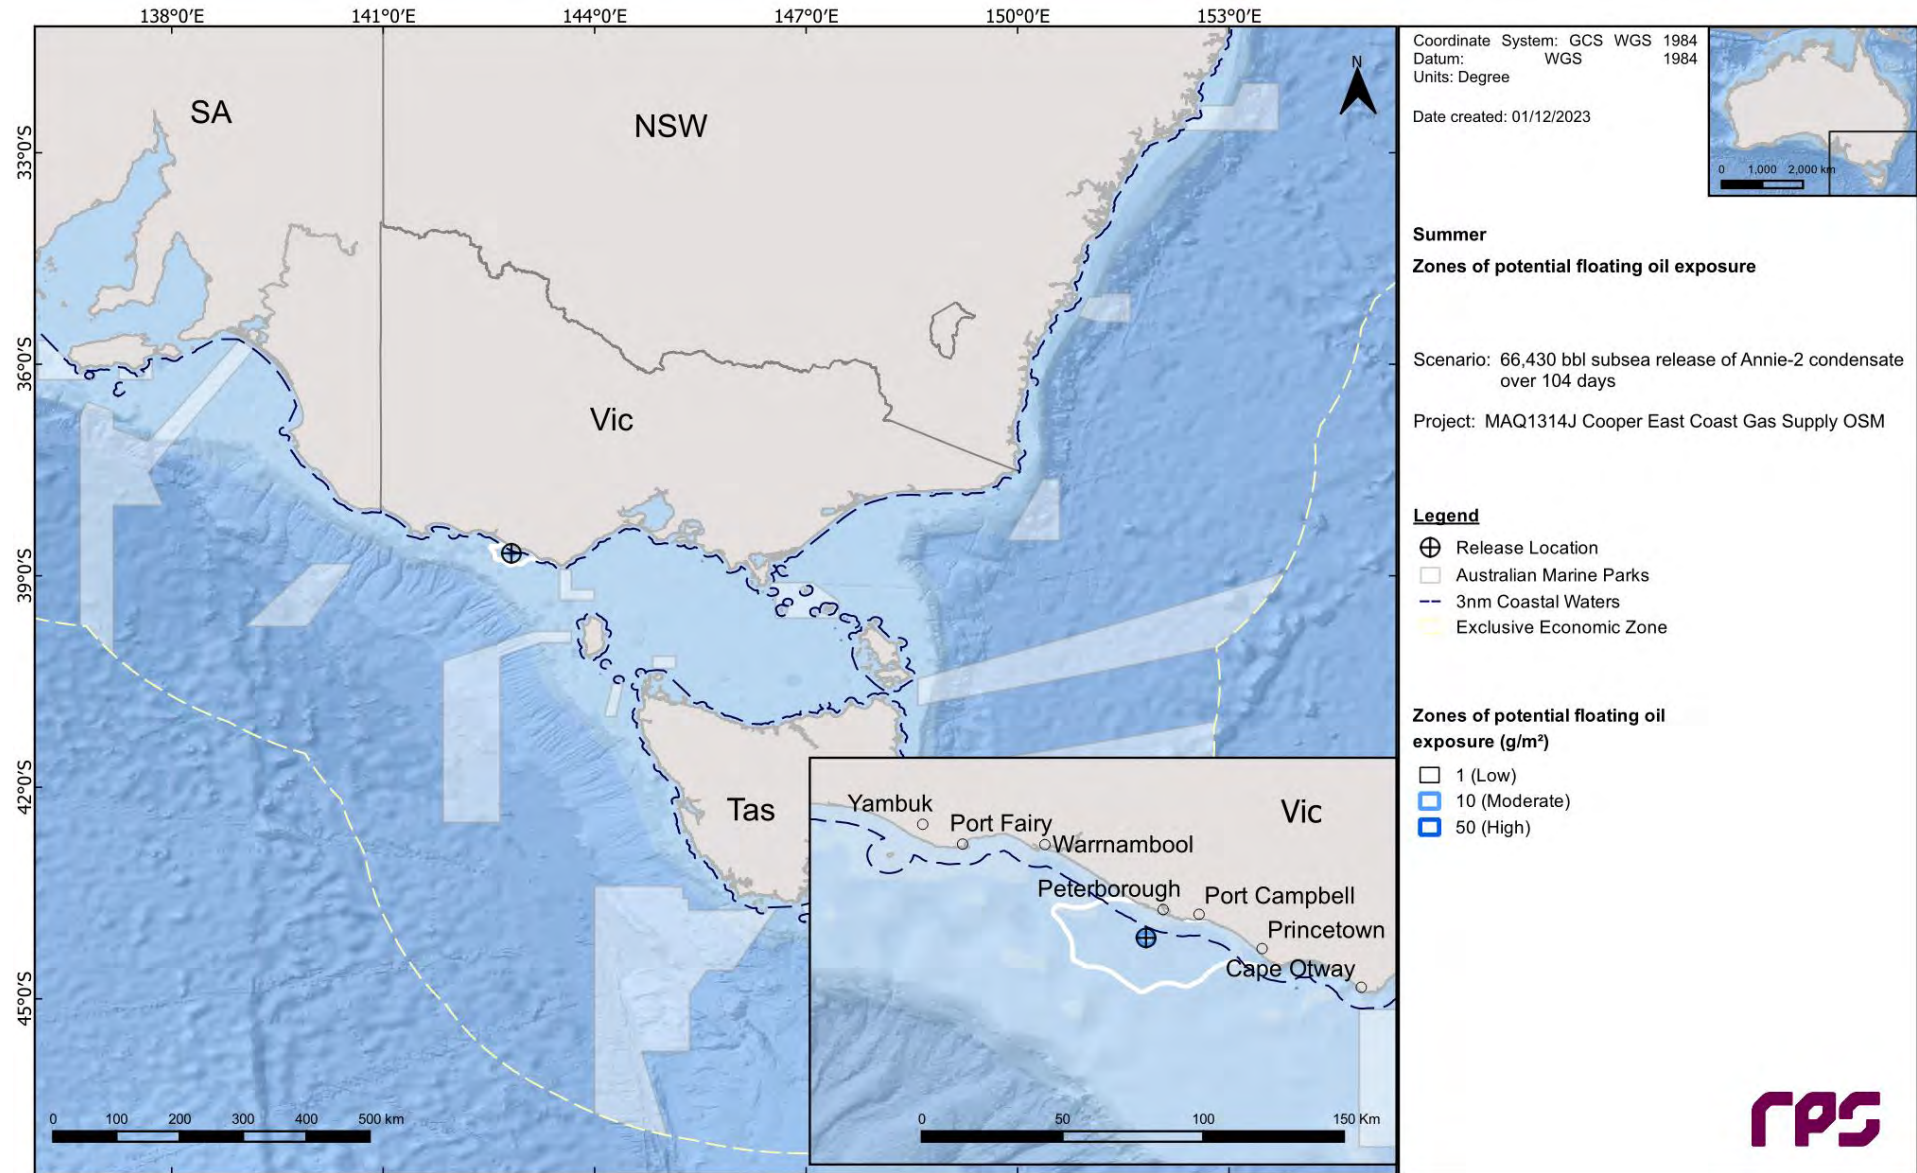 138°0'E 141°0'E 144°0'E 147°0'E 150°0'E 153°0'E
33°0'S
36°0'S
39°0'S
42°0'S
45°0'S
SA
NSW
Vic
Tas
N
0 100 200 300 400 500 km
Yambuk
Port Fairy
Warrnambool
Vic
Peterborough
Port Campbell
Princetown
Cape Otway
0 50 100 150 Km
Coordinate System: GCS WGS 1984
Datum: WGS 1984
Units: Degree
Date created: 01/12/2023
0 1,000 2,000 km
Summer
Zones of potential floating oil exposure
Scenario: 66,430 bbl subsea release of Annie-2 condensate
over 104 days
Project: MAQ1314J Cooper East Coast Gas Supply OSM
Legend
Release Location
Australian Marine Parks
3nm Coastal Waters
Exclusive Economic Zone
Zones of potential floating oil
exposure (g/m²)
1 (Low)
10 (Moderate)
50 (High)
rps